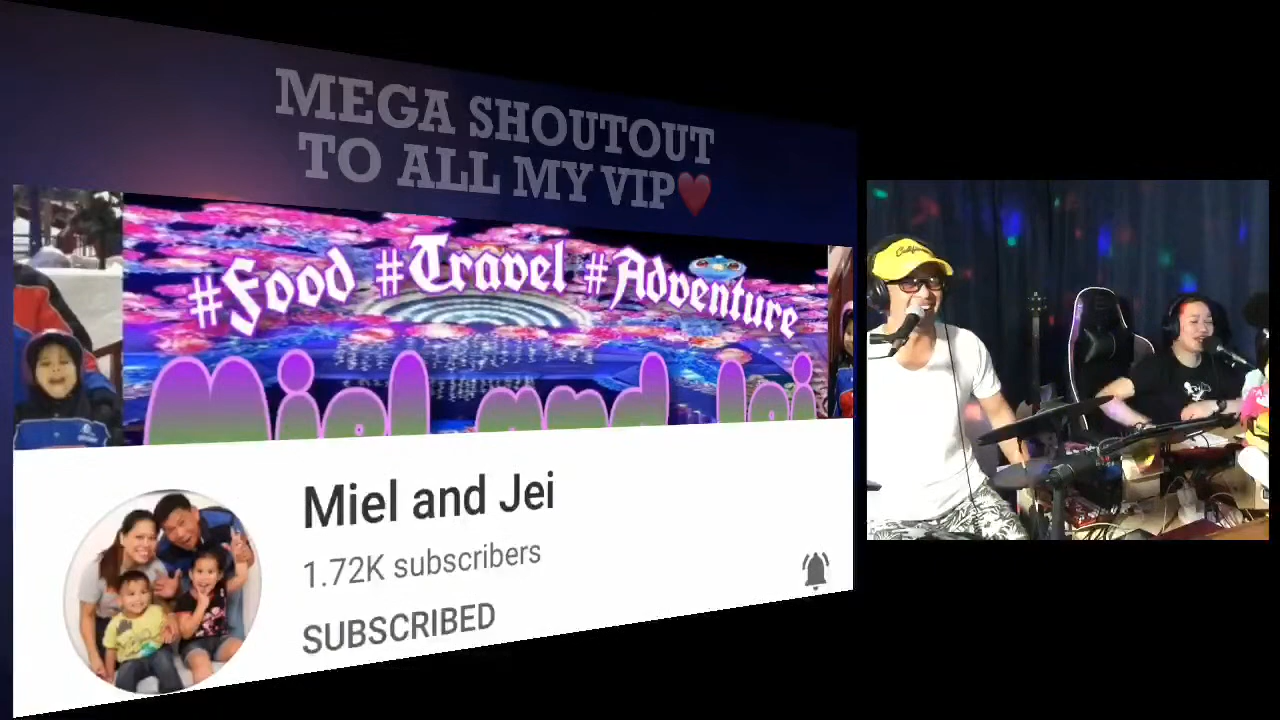 MEGA SHOUTOUT
TO ALL MY VIP❤
#Food #Travel #Adventure
Miel and Jei
Miel and Jei
1.72K subscribers
SUBSCRIBED
California